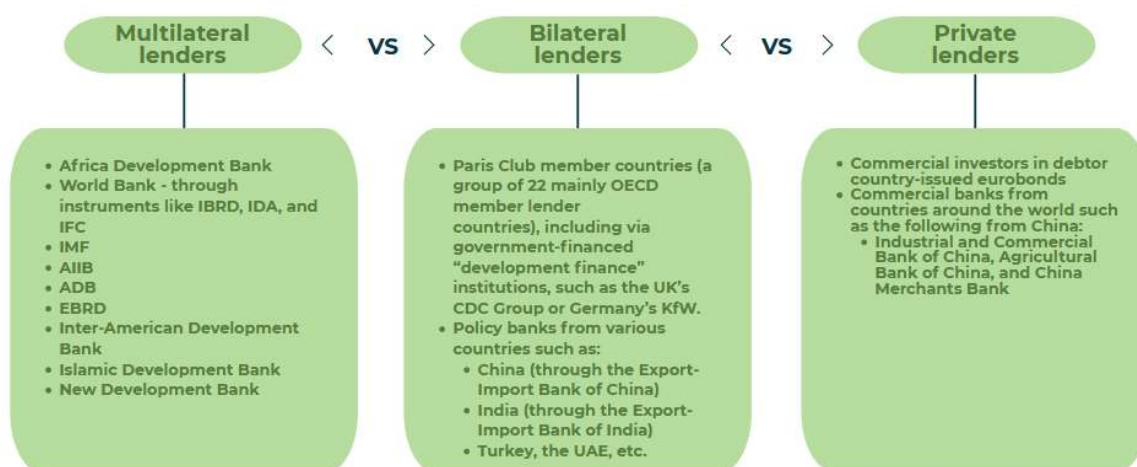 Multilateral
lenders
< VS >
Bilateral
lenders
< VS >
Private
lenders
• Africa Development Bank
• World Bank - through
instruments like IBRD, IDA, and
IFC
• IMF
• AIIB
• ADB
• EBRD
• Inter-American Development
Bank
• Islamic Development Bank
• New Development Bank
• Paris Club member countries (a
group of 22 mainly OECD
member lender
countries), including via
government-financed
“development finance”
institutions, such as the UK’s
CDC Group or Germany’s KfW.
• Policy banks from various
countries such as:
• China (through the Export-
Import Bank of China)
• India (through the Export-
Import Bank of India)
• Turkey, the UAE, etc.
• Commercial investors in debtor
country-issued eurobonds
• Commercial banks from
countries around the world such
as the following from China:
• Industrial and Commercial
Bank of China, Agricultural
Bank of China, and China
Merchants Bank